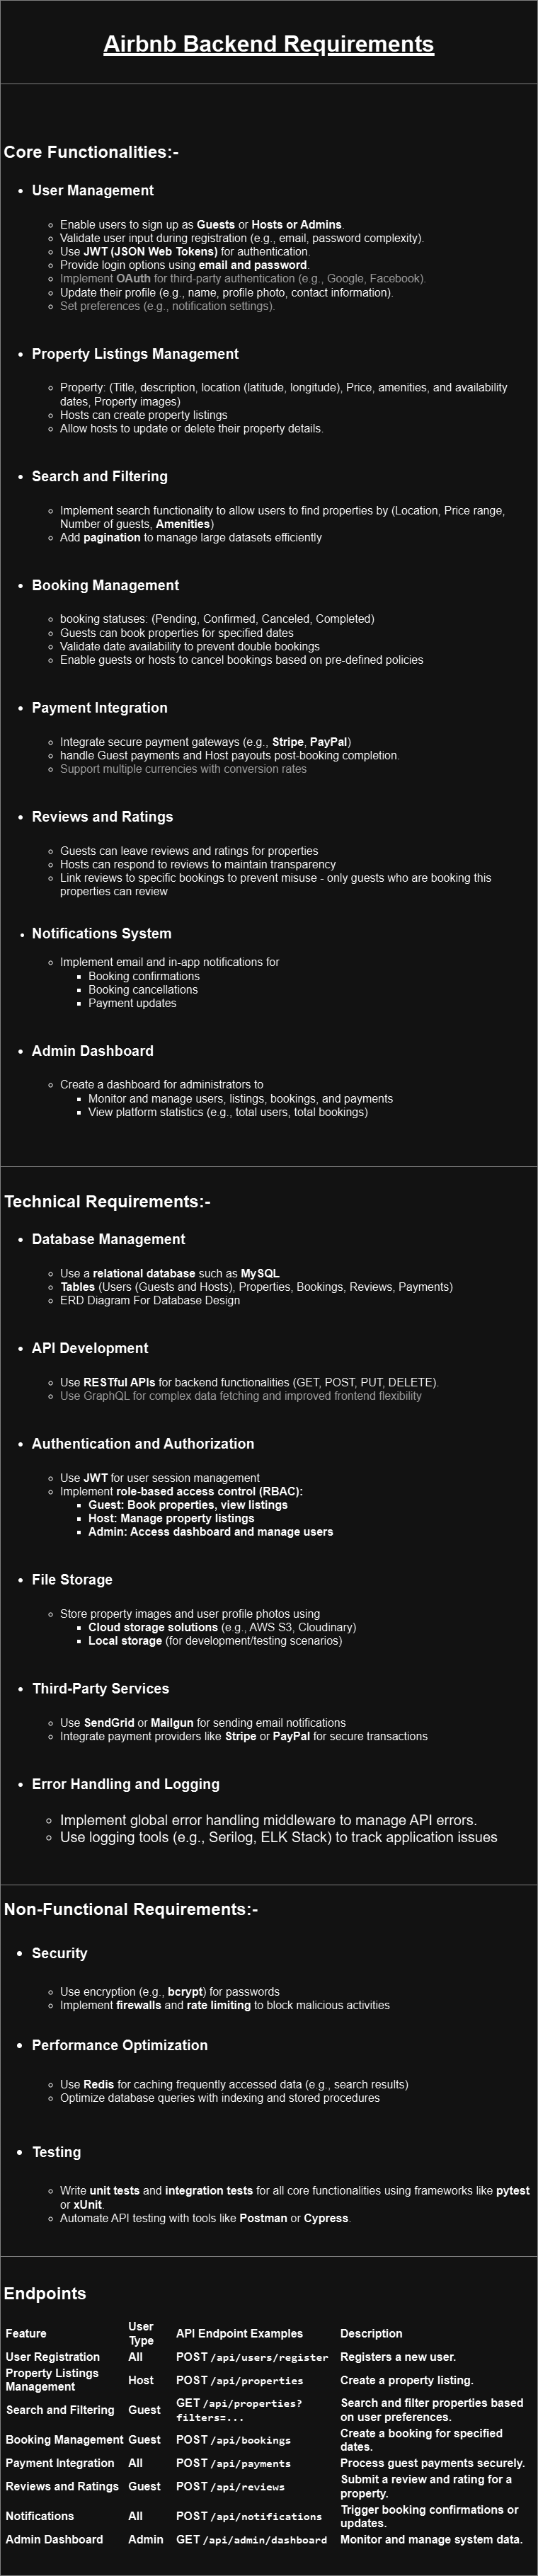 Airbnb Backend Requirements
Core Functionalities:-
User Management
Enable users to sign up as Guests or Hosts or Admins.
Validate user input during registration (e.g., email, password complexity).
Use JWT (JSON Web Tokens) for authentication.
Provide login options using email and password.
Implement OAuth for third-party authentication (e.g., Google, Facebook).
Update their profile (e.g., name, profile photo, contact information).
Set preferences (e.g., notification settings).
Property Listings Management
Property: (Title, description, location (latitude, longitude), Price, amenities, and availability
dates, Property images)
Hosts can create property listings
Allow hosts to update or delete their property details.
Search and Filtering
Implement search functionality to allow users to find properties by (Location, Price range,
Number of guests, Amenities)
Add pagination to manage large datasets efficiently
Booking Management
booking statuses: (Pending, Confirmed, Canceled, Completed)
Guests can book properties for specified dates
Validate date availability to prevent double bookings
Enable guests or hosts to cancel bookings based on pre-defined policies
Payment Integration
Integrate secure payment gateways (e.g., Stripe, PayPal)
handle Guest payments and Host payouts post-booking completion.
Support multiple currencies with conversion rates
Reviews and Ratings
Guests can leave reviews and ratings for properties
Hosts can respond to reviews to maintain transparency
Link reviews to specific bookings to prevent misuse - only guests who are booking this
properties can review
Notifications System
Implement email and in-app notifications for
Booking confirmations
Booking cancellations
Payment updates
Admin Dashboard
Create a dashboard for administrators to
Monitor and manage users, listings, bookings, and payments
View platform statistics (e.g., total users, total bookings)
Technical Requirements:-
Database Management
Use a relational database such as MySQL
Tables (Users (Guests and Hosts), Properties, Bookings, Reviews, Payments)
ERD Diagram For Database Design
API Development
Use RESTful APIs for backend functionalities (GET, POST, PUT, DELETE).
Use GraphQL for complex data fetching and improved frontend flexibility
Authentication and Authorization
Use JWT for user session management
Implement role-based access control (RBAC):
Guest: Book properties, view listings
Host: Manage property listings
Admin: Access dashboard and manage users
File Storage
Store property images and user profile photos using
Cloud storage solutions (e.g., AWS S3, Cloudinary)
Local storage (for development/testing scenarios)
Third-Party Services
Use SendGrid or Mailgun for sending email notifications
Integrate payment providers like Stripe or PayPal for secure transactions
Error Handling and Logging
Implement global error handling middleware to manage API errors.
Use logging tools (e.g., Serilog, ELK Stack) to track application issues
Non-Functional Requirements:-
Security
Use encryption (e.g., bcrypt) for passwords
Implement firewalls and rate limiting to block malicious activities
Performance Optimization
Use Redis for caching frequently accessed data (e.g., search results)
Optimize database queries with indexing and stored procedures
Testing
Write unit tests and integration tests for all core functionalities using frameworks like pytest
or xUnit.
Automate API testing with tools like Postman or Cypress.
Endpoints
Feature User Type API Endpoint Examples Description
User Registration All POST /api/users/register Registers a new user.
Property Listings Management Host POST /api/properties Create a property listing.
Search and Filtering Guest GET /api/properties?filters=... Search and filter properties based on user preferences.
Booking Management Guest POST /api/bookings Create a booking for specified dates.
Payment Integration All POST /api/payments Process guest payments securely.
Reviews and Ratings Guest POST /api/reviews Submit a review and rating for a property.
Notifications All POST /api/notifications Trigger booking confirmations or updates.
Admin Dashboard Admin GET /api/admin/dashboard Monitor and manage system data.